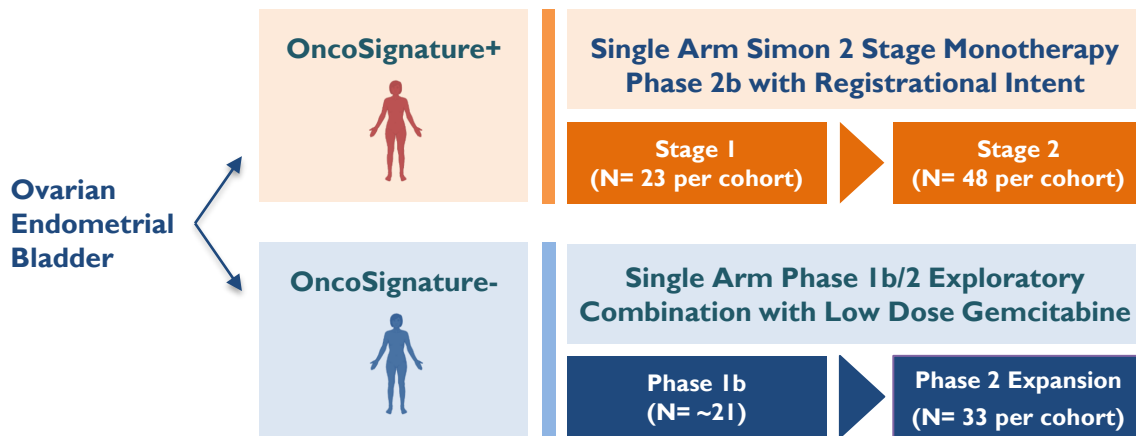 Ovarian
Endometrial
Bladder
OncoSignature+
Single Arm Simon 2 Stage Monotherapy
Phase 2b with Registrational Intent
Stage 1
(N= 23 per cohort)
Stage 2
(N= 48 per cohort)
OncoSignature-
Single Arm Phase 1b/2 Exploratory
Combination with Low Dose Gemcitabine
Phase 1b
(N= ~21)
Phase 2 Expansion
(N= 33 per cohort)